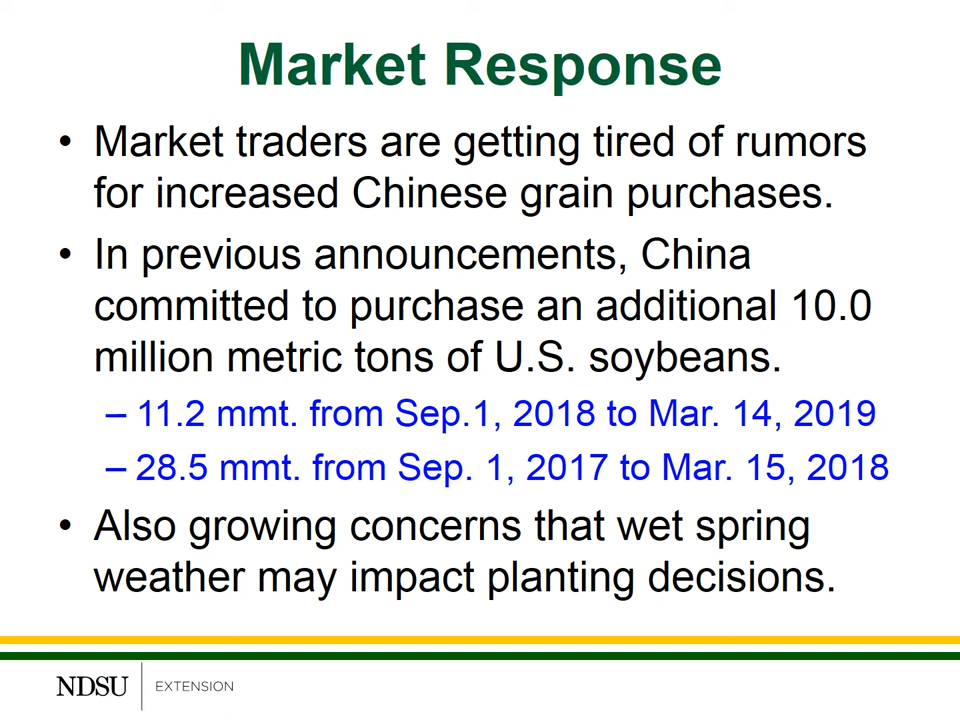 Market Response
• Market traders are getting tired of rumors
for increased Chinese grain purchases.
• In previous announcements, China
committed to purchase an additional 10.0
million metric tons of U.S. soybeans.
– 11.2 mmt. from Sep.1, 2018 to Mar. 14, 2019
– 28.5 mmt. from Sep. 1, 2017 to Mar. 15, 2018
• Also growing concerns that wet spring
weather may impact planting decisions.
NDSU EXTENSION